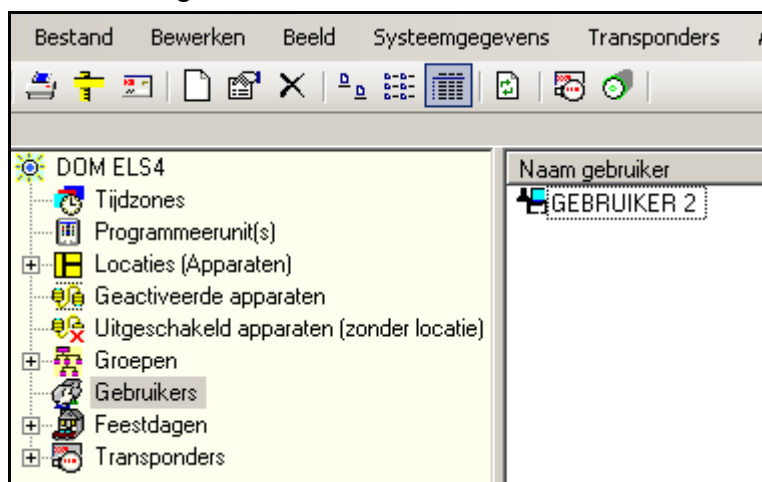 Bestand Bewerken Beeld Systeemgegevens Transponders
DOM ELS4
Tijdzones
Programmeerunit(s)
Locaties (Apparaten)
Geactiveerde apparaten
Uitgeschakeld apparaten (zonder locatie)
Groepen
Gebruikers
Feestdagen
Transponders
Naam gebruiker
GEBRUIKER 2